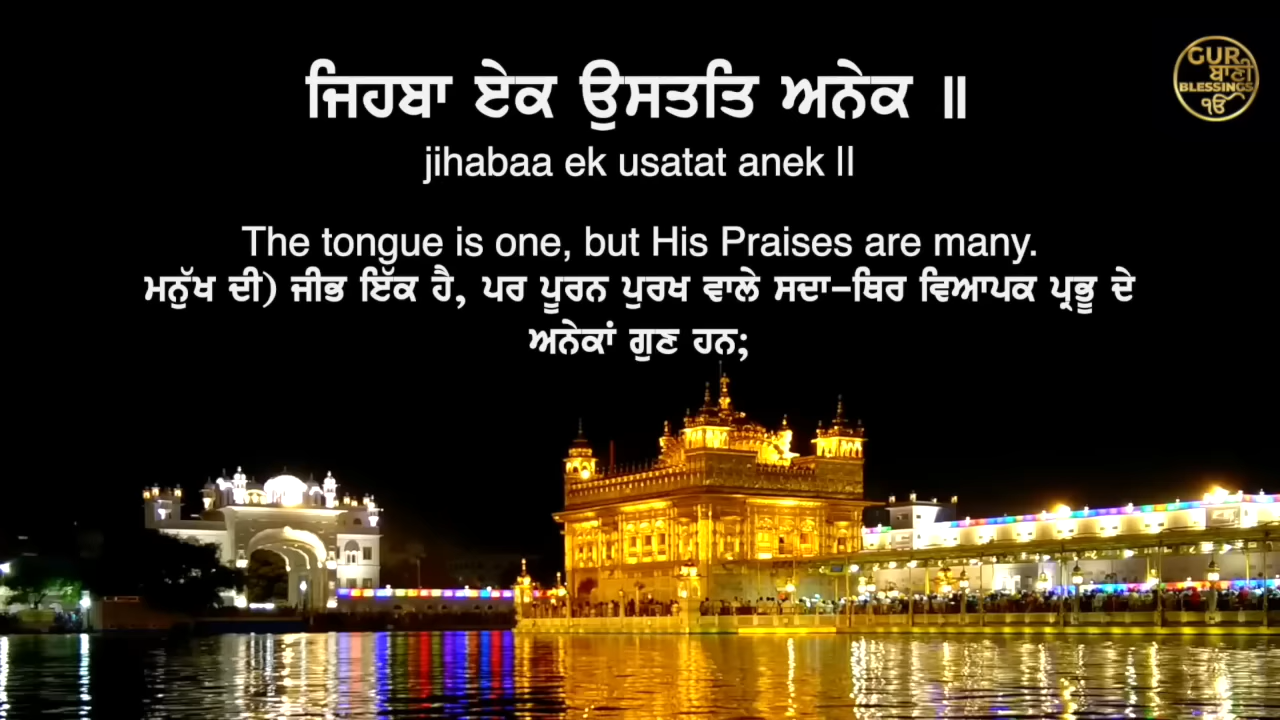 ਜਿਹਬਾ ਏਕ ਉਸਤਤਿ ਅਨੇਕ ॥
jihabaa ek usatat anek ||
The tongue is one, but His Praises are many.
ਮਨੁੱਖ ਦੀ) ਜੀਭ ਇੱਕ ਹੈ, ਪਰ ਪੂਰਨ ਪੁਰਖ ਵਾਲੇ ਸਦਾ-ਥਿਰ ਵਿਆਪਕ ਪ੍ਰਭੂ ਦੇ
ਅਨੇਕਾਂ ਗੁਣ ਹਨ;
GUR
ਬਾਣੀ
BLESSINGS
ੴ